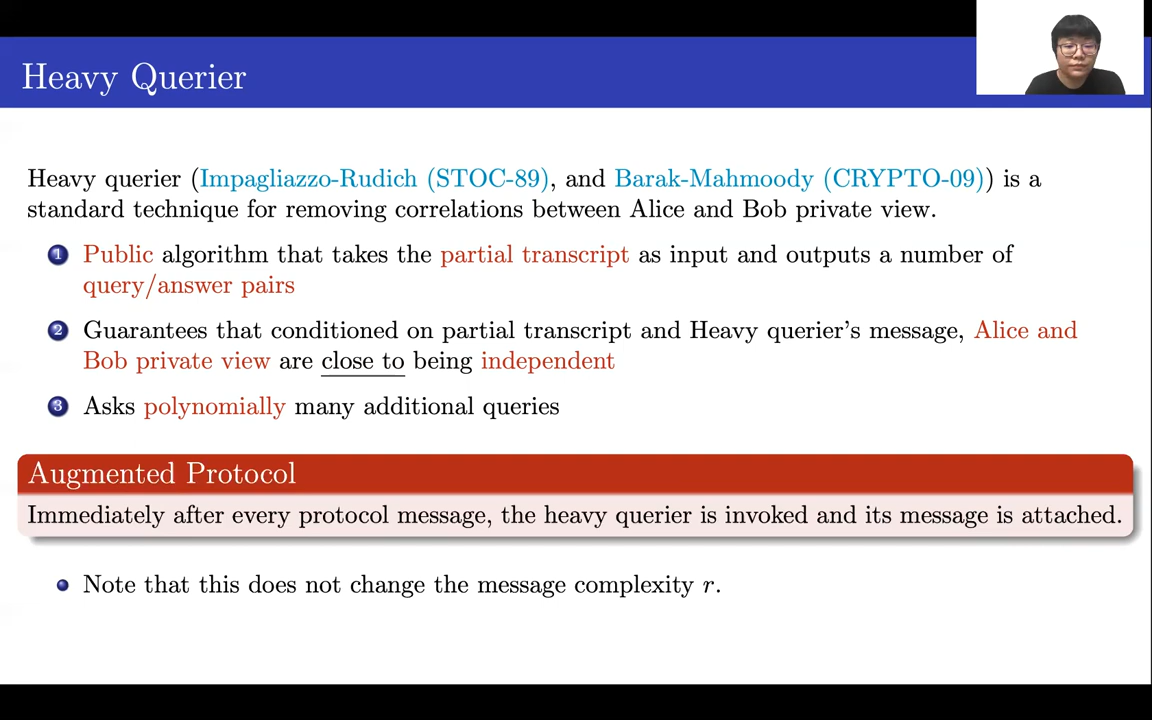 Heavy Querier
Heavy querier (Impagliazzo-Rudich (STOC-89), and Barak-Mahmoody (CRYPTO-09)) is a
standard technique for removing correlations between Alice and Bob private view.
1 Public algorithm that takes the partial transcript as input and outputs a number of
query/answer pairs
2 Guarantees that conditioned on partial transcript and Heavy querier's message, Alice and
Bob private view are close to being independent
3 Asks polynomially many additional queries
Augmented Protocol
Immediately after every protocol message, the heavy querier is invoked and its message is attached.
Note that this does not change the message complexity r.